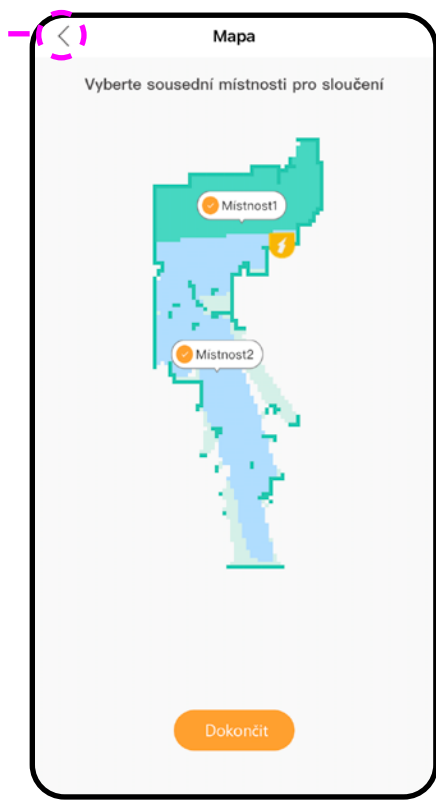 Mapa
Vyberte sousední místnosti pro sloučení
Místnost1
Místnost2
Dokončit